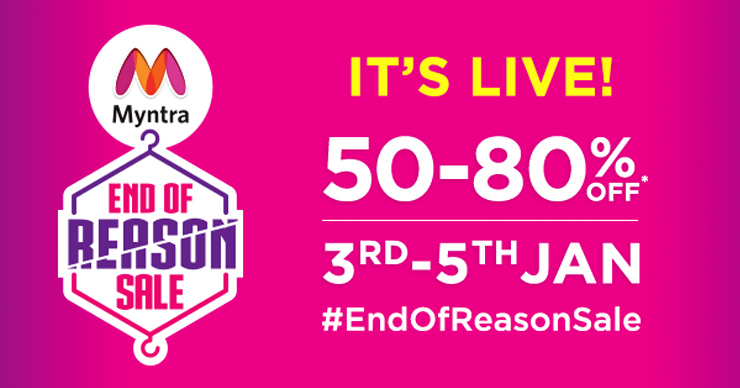 Myntra
END OF
REASON
SALE
IT'S LIVE!
50-80% OFF*
3RD-5TH JAN
#EndOfReasonSale